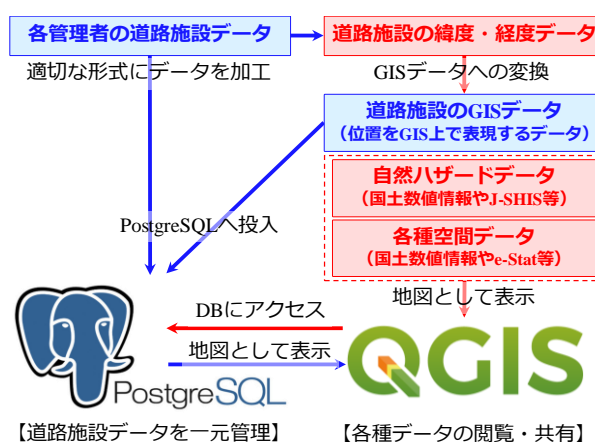 各管理者の道路施設データ
道路施設の緯度・経度データ
適切な形式にデータを加工
GISデータへの変換
道路施設のGISデータ
（位置をGIS上で表現するデータ）
自然ハザードデータ
（国土数値情報やJ-SHIS等）
PostgreSQLへ投入
各種空間データ
（国土数値情報やe-Stat等）
地図として表示
DBにアクセス
地図として表示
PostgreSQL
QGIS
【道路施設データを一元管理】
【各種データの閲覧・共有】